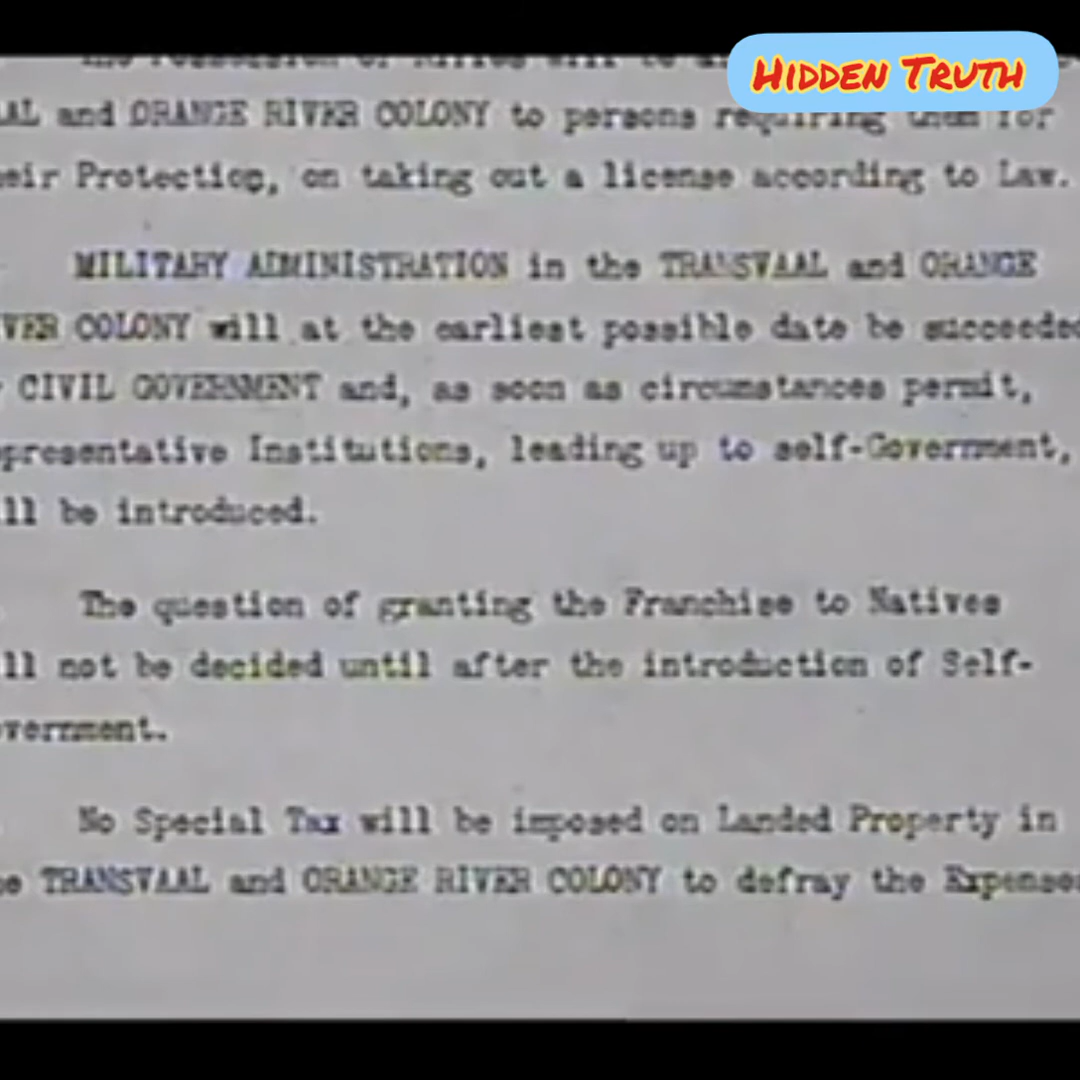 HIDDEN TRUTH
AL and ORANGE RIVER COLONY to persons requiring them for
eir Protection, on taking out a license according to Law.
MILITARY ADMINISTRATION in the TRANSVAAL and ORANGE
VER COLONY will at the earliest possible date be succeeded
CIVIL GOVERNMENT and, as soon as circumstances permit,
presentative Institutions, leading up to self-Government,
ll be introduced.
The question of granting the Franchise to Natives
ll not be decided until after the introduction of Self-
vernment.
No Special Tax will be imposed on Landed Property in
e TRANSVAAL and ORANGE RIVER COLONY to defray the Expenses